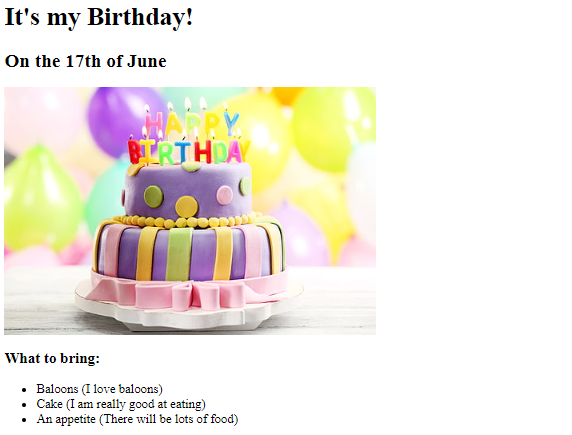 It's my Birthday!
On the 17th of June
HAPPY
BIRTHDAY
What to bring:
Baloons (I love baloons)
Cake (I am really good at eating)
An appetite (There will be lots of food)